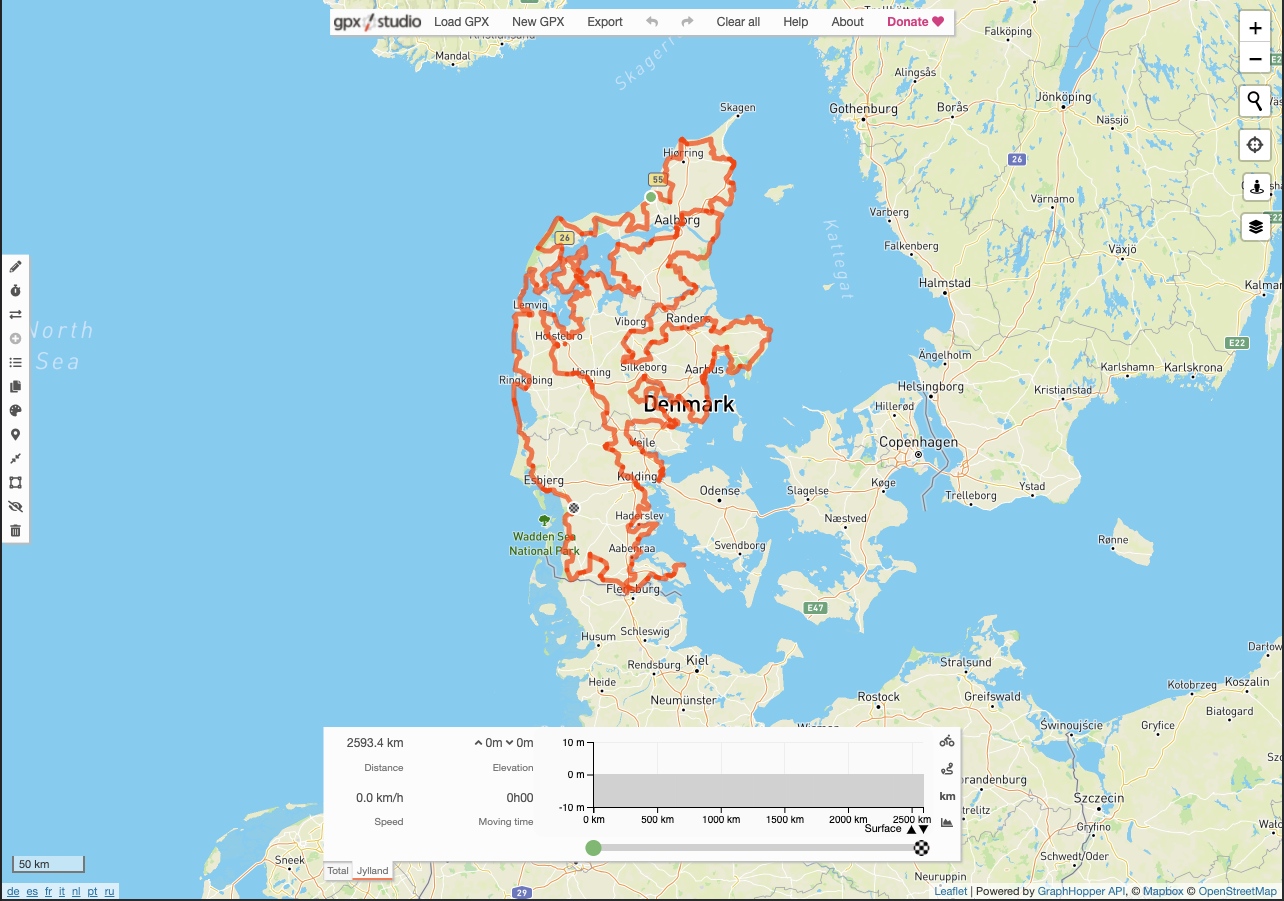 gpx studio Load GPX New GPX Export Clear all Help About Donate
+
−
Mandal
Skagerr
Falköping
Alingsås
Jönköping
Skagen
Gothenburg
Borås
Nässjö
Hjørring
26
55
Värnamo
Aalborg
Varberg
26
Kattegat
Falkenberg
Växjö
Halmstad
Kalmar
Lemvig
North
Sea
Viborg
Randers
Holstebro
E22
Ängelholm
Silkeborg
Aarhus
Karlshamn
Karlskrona
Herning
Ringkøbing
Helsingborg
Kristianstad
Denmark
Hillerød
Vejle
Copenhagen
Kolding
Esbjerg
Odense
Slagelse
Køge
Ystad
Trelleborg
Haderslev
Næstved
Wadden Sea
National Park
Aabenraa
Svendborg
Rønne
Flensburg
E47
Husum
Schleswig
Rendsburg
Kiel
Stralsund
Heide
Neumünster
Rostock
Greifswald
Kołobrzeg
Koszalin
Białogard
Świnoujście
Gryfice
2593.4 km
0m 0m
Distance
Elevation
0.0 km/h
0h00
Speed
Moving time
10 m
0 m
-10 m
0 km 500 km 1000 km 1500 km 2000 km 2500 km
Surface
km
randenburg
Szczecin
Gryfino
Schwedt/Oder
Sneek
Neuruppin
50 km
Total Jylland
29
de es fr it nl pt ru
Leaflet | Powered by GraphHopper API, © Mapbox © OpenStreetMap